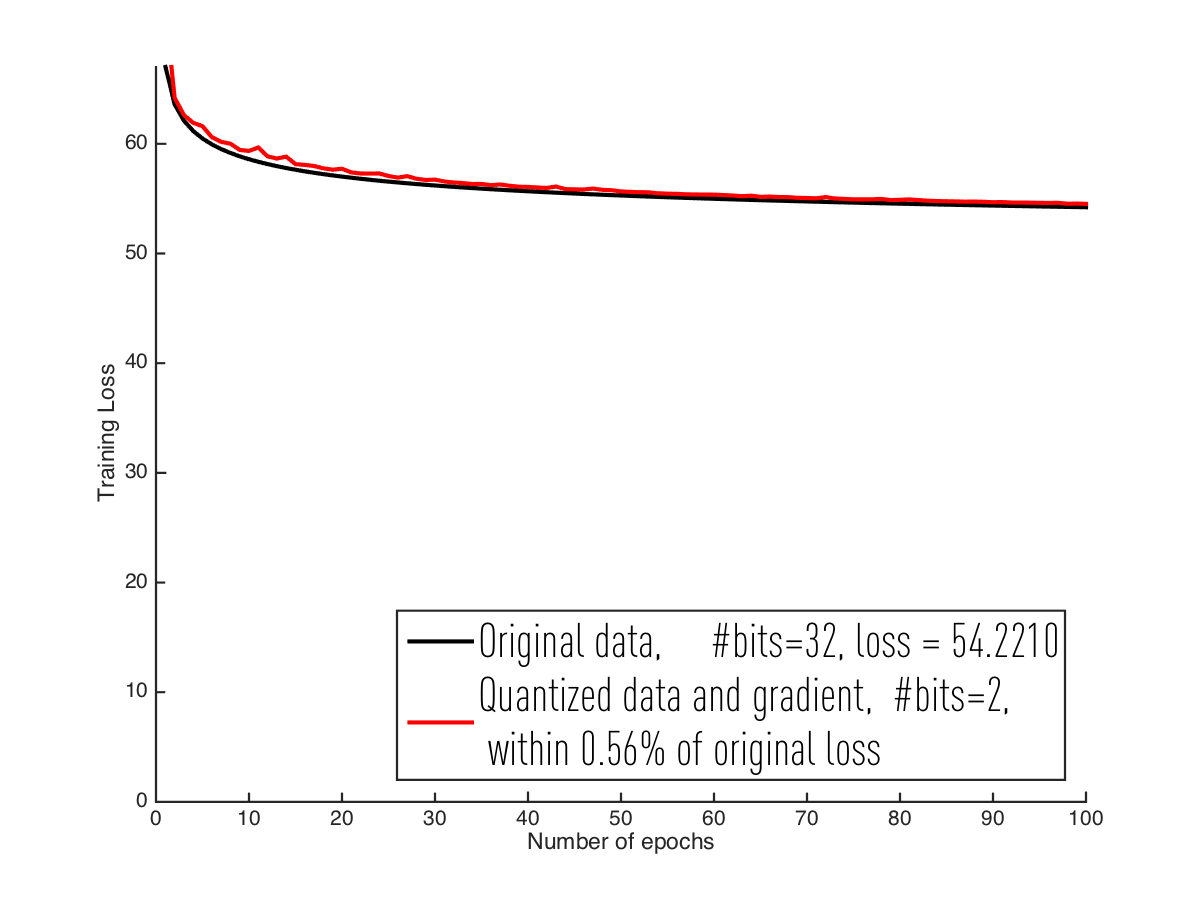 60
50
40
30
20
10
0
Training Loss
Original data, #bits=32, loss = 54.2210
Quantized data and gradient, #bits=2,
within 0.56% of original loss
0 10 20 30 40 50 60 70 80 90 100
Number of epochs